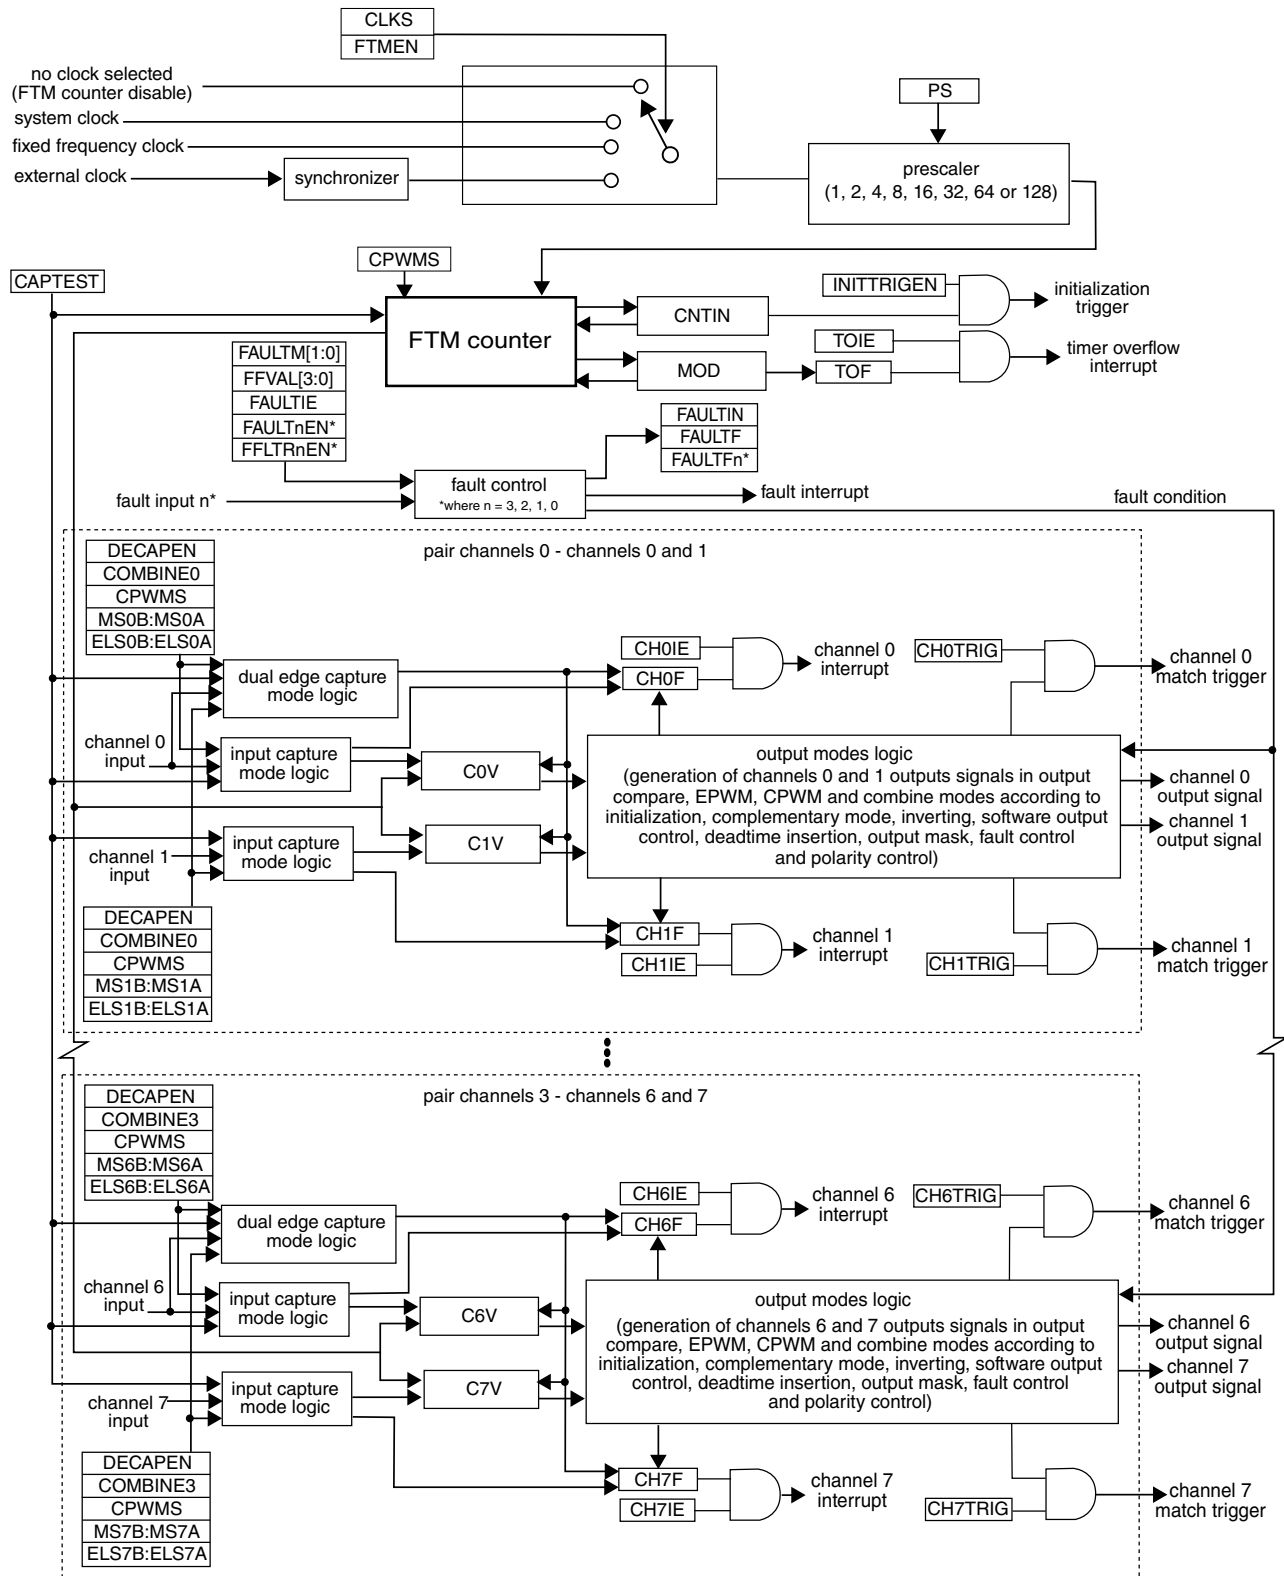 CLKS
FTMEN
no clock selected
(FTM counter disable)
system clock
fixed frequency clock
external clock
synchronizer
PS
prescaler
(1, 2, 4, 8, 16, 32, 64 or 128)
CPWMS
CAPTEST
FTM counter
CNTIN
MOD
INITTRIGEN
initialization
trigger
TOIE
TOF
timer overflow
interrupt
FAULTM[1:0]
FFVAL[3:0]
FAULTIE
FAULTnEN*
FFLTRnEN*
FAULTIN
FAULTF
FAULTFn*
fault input n*
fault control
*where n = 3, 2, 1, 0
fault interrupt
fault condition
pair channels 0 - channels 0 and 1
DECAPEN
COMBINE0
CPWMS
MS0B:MS0A
ELS0B:ELS0A
dual edge capture
mode logic
CH0IE
CH0F
channel 0
interrupt
CH0TRIG
channel 0
match trigger
channel 0
input
input capture
mode logic
C0V
output modes logic
(generation of channels 0 and 1 outputs signals in output
compare, EPWM, CPWM and combine modes according to
initialization, complementary mode, inverting, software output
control, deadtime insertion, output mask, fault control
and polarity control)
channel 0
output signal
channel 1
output signal
channel 1
input
input capture
mode logic
C1V
DECAPEN
COMBINE0
CPWMS
MS1B:MS1A
ELS1B:ELS1A
CH1F
CH1IE
channel 1
interrupt
CH1TRIG
channel 1
match trigger
pair channels 3 - channels 6 and 7
DECAPEN
COMBINE3
CPWMS
MS6B:MS6A
ELS6B:ELS6A
dual edge capture
mode logic
CH6IE
CH6F
channel 6
interrupt
CH6TRIG
channel 6
match trigger
channel 6
input
input capture
mode logic
C6V
output modes logic
(generation of channels 6 and 7 outputs signals in output
compare, EPWM, CPWM and combine modes according to
initialization, complementary mode, inverting, software output
control, deadtime insertion, output mask, fault control
and polarity control)
channel 6
output signal
channel 7
output signal
channel 7
input
input capture
mode logic
C7V
DECAPEN
COMBINE3
CPWMS
MS7B:MS7A
ELS7B:ELS7A
CH7F
CH7IE
channel 7
interrupt
CH7TRIG
channel 7
match trigger